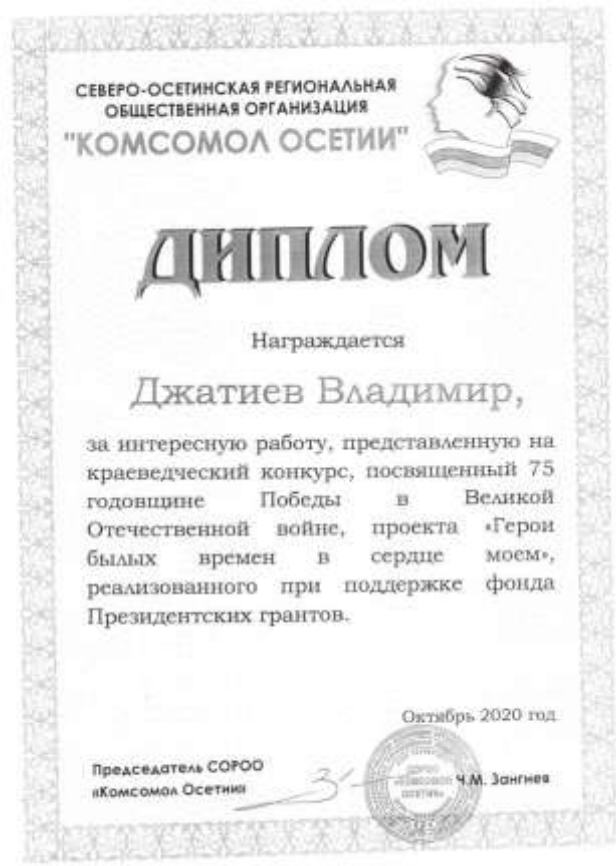 СЕВЕРО-ОСЕТИНСКАЯ РЕГИОНАЛЬНАЯ
ОБЩЕСТВЕННАЯ ОРГАНИЗАЦИЯ
"КОМСОМОЛ ОСЕТИИ"
ДИПЛОМ
Награждается
Джатиев Владимир,
за интересную работу, представленную на
краеведческий конкурс, посвященный 75
годовщине Победы в Великой
Отечественной войне, проекта «Герои
былых времен в сердце моем»,
реализованного при поддержке фонда
Президентских грантов.
Октябрь 2020 год
Председатель СОРОО
«Комсомол Осетии»
Ч.М. Зангиев